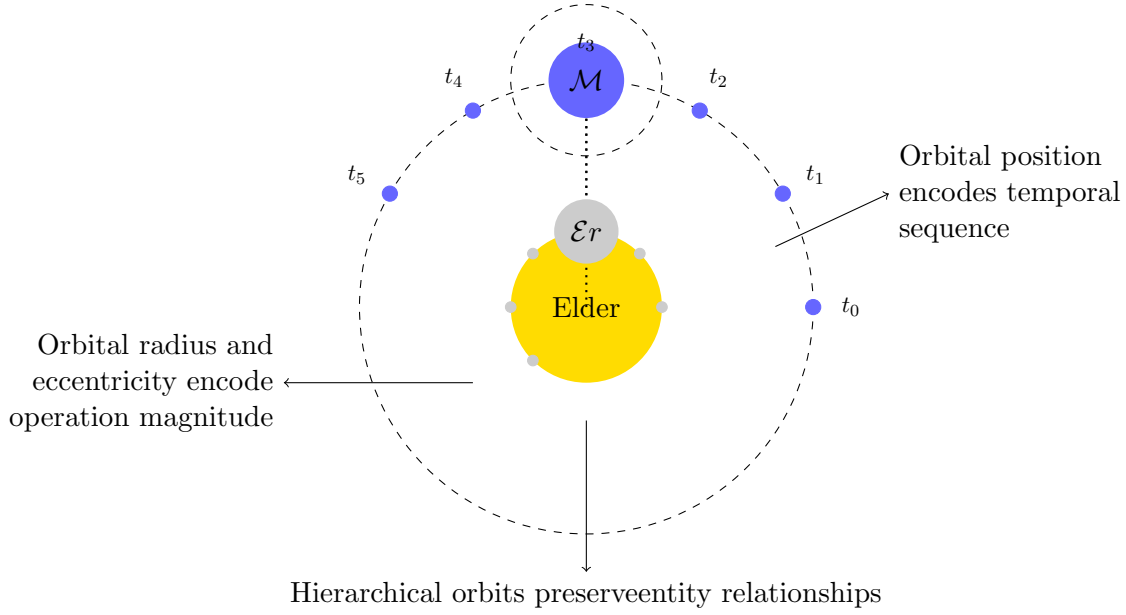 t₃
t₄
ℳ
t₂
Orbital position
encodes temporal
sequence
t₅
t₁
ℰr
Elder
t₀
Orbital radius and
eccentricity encode
operation magnitude
Hierarchical orbits preserveentity relationships